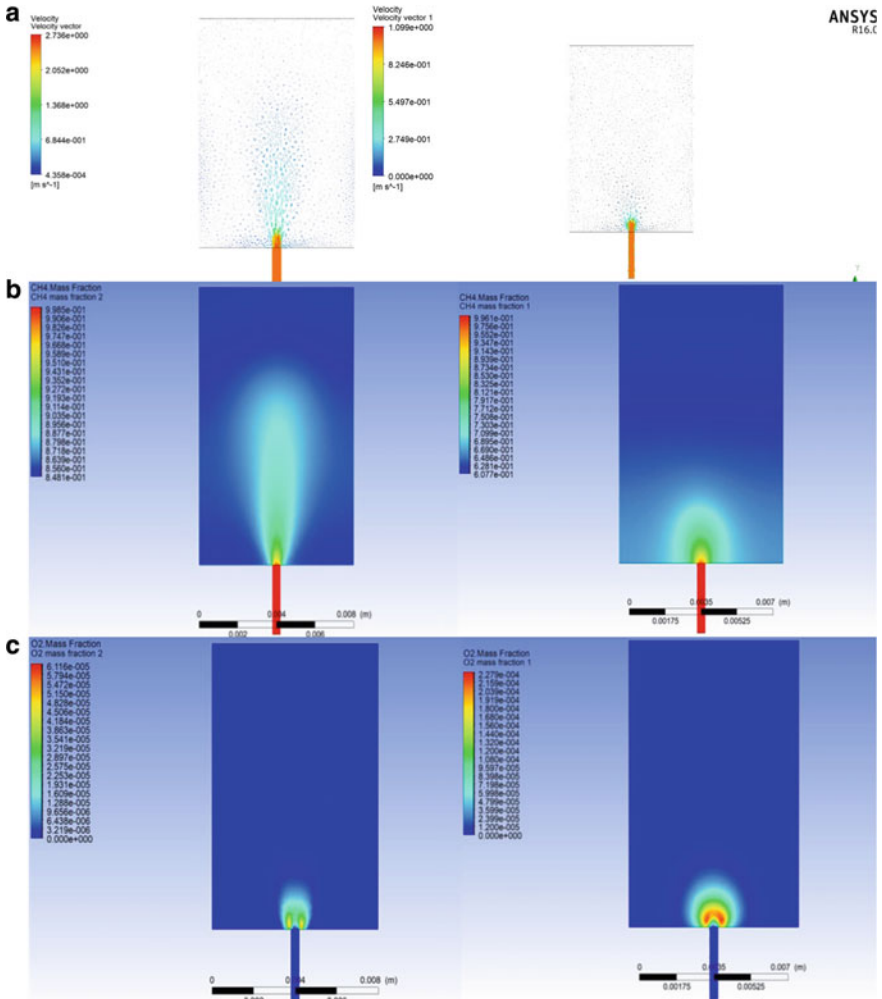 a
Velocity
Velocity vector
2.736e+000
2.052e+000
1.368e+000
6.844e-001
4.358e-004
[m s^-1]
Velocity
Velocity vector 1
1.099e+000
8.246e-001
5.497e-001
2.749e-001
0.000e+000
[m s^-1]
ANSYS
R16.0
b
CH4.Mass Fraction
CH4 mass fraction 2
9.985e-001
9.906e-001
9.826e-001
9.747e-001
9.668e-001
9.589e-001
9.510e-001
9.431e-001
9.352e-001
9.272e-001
9.193e-001
9.114e-001
9.035e-001
8.956e-001
8.877e-001
8.798e-001
8.718e-001
8.639e-001
8.560e-001
8.481e-001
0
0.004
0.008 (m)
0.002
0.006
CH4.Mass Fraction
CH4 mass fraction 1
9.961e-001
9.756e-001
9.552e-001
9.347e-001
9.143e-001
8.939e-001
8.734e-001
8.530e-001
8.325e-001
8.121e-001
7.917e-001
7.712e-001
7.508e-001
7.303e-001
7.099e-001
6.895e-001
6.690e-001
6.486e-001
6.281e-001
6.077e-001
0
0.0035
0.007 (m)
0.00175
0.00525
c
O2.Mass Fraction
O2 mass fraction 2
6.116e-005
5.794e-005
5.472e-005
5.150e-005
4.828e-005
4.506e-005
4.184e-005
3.863e-005
3.541e-005
3.219e-005
2.897e-005
2.575e-005
2.253e-005
1.931e-005
1.609e-005
1.288e-005
9.656e-006
6.438e-006
3.219e-006
0.000e+000
0
0.004
0.008 (m)
O2.Mass Fraction
O2 mass fraction 1
2.279e-004
2.159e-004
2.039e-004
1.919e-004
1.800e-004
1.680e-004
1.560e-004
1.440e-004
1.320e-004
1.200e-004
1.080e-004
9.597e-005
8.398e-005
7.198e-005
5.998e-005
4.799e-005
3.599e-005
2.399e-005
1.200e-005
0.000e+000
0
0.0035
0.007 (m)
0.00175
0.00525